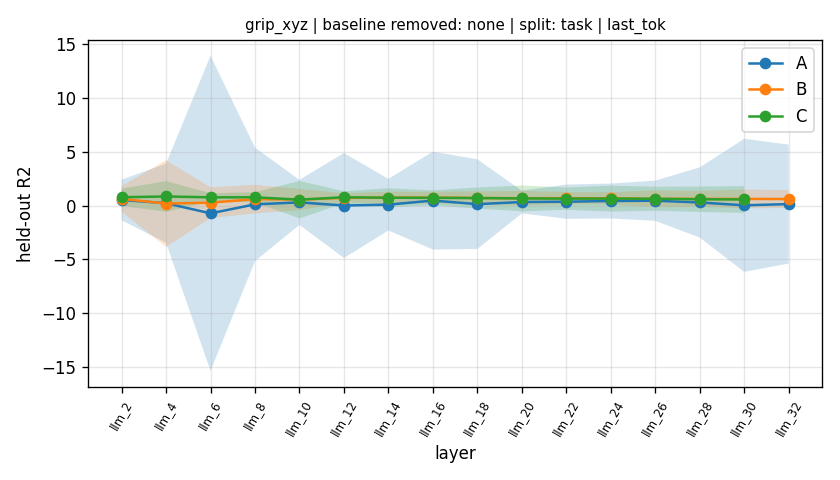 grip_xyz | baseline removed: none | split: task | last_tok
15
10
5
0
−5
−10
−15
held-out R2
A
B
C
llm_2
llm_4
llm_6
llm_8
llm_10
llm_12
llm_14
llm_16
llm_18
llm_20
llm_22
llm_24
llm_26
llm_28
llm_30
llm_32
layer